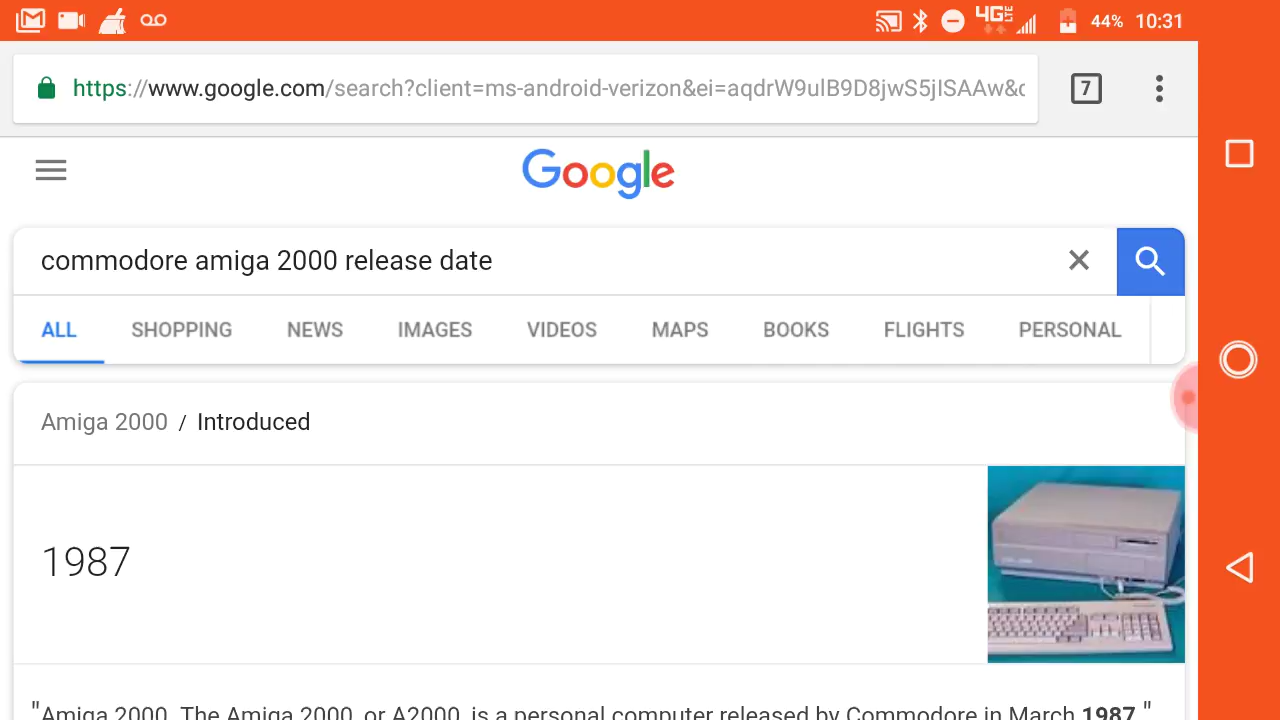 4G LTE 44% 10:31
https://www.google.com/search?client=ms-android-verizon&ei=aqdrW9ulB9D8jwS5jISAAw& 7
Google
commodore amiga 2000 release date
ALL SHOPPING NEWS IMAGES VIDEOS MAPS BOOKS FLIGHTS PERSONAL
Amiga 2000 / Introduced
1987
"Amiga 2000. The Amiga 2000, or A2000, is a personal computer released by Commodore in March 1987."